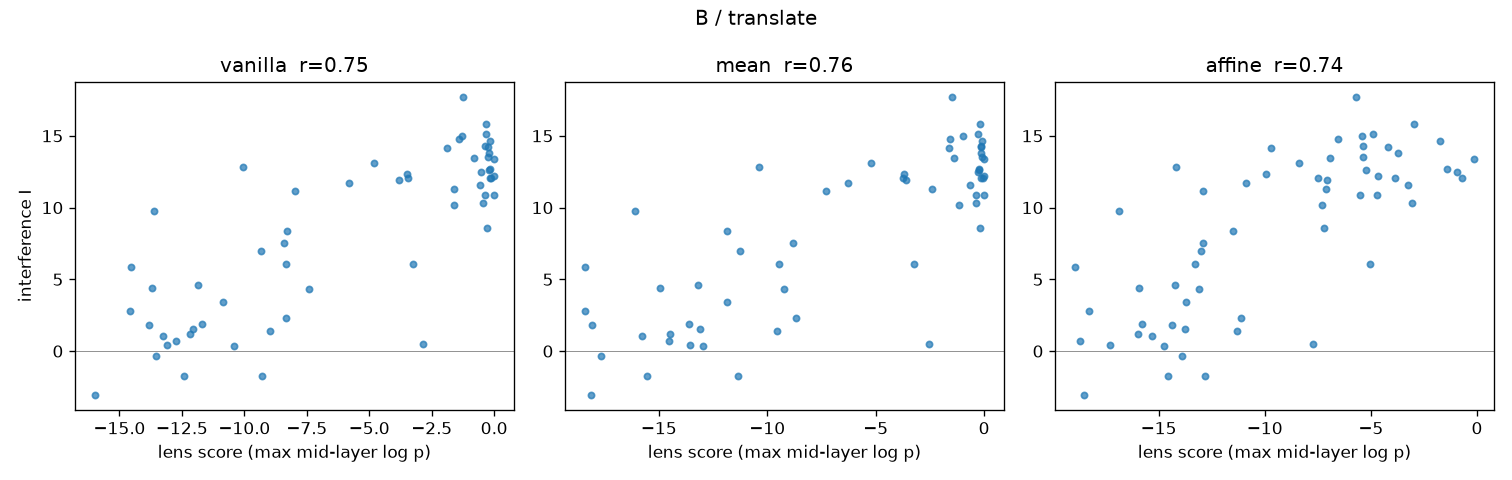 B / translate
vanilla r=0.75
mean r=0.76
affine r=0.74
interference I
15
10
5
0
−15.0 −12.5 −10.0 −7.5 −5.0 −2.5 0.0
lens score (max mid-layer log p)
15
10
5
0
−15 −10 −5 0
lens score (max mid-layer log p)
15
10
5
0
−15 −10 −5 0
lens score (max mid-layer log p)